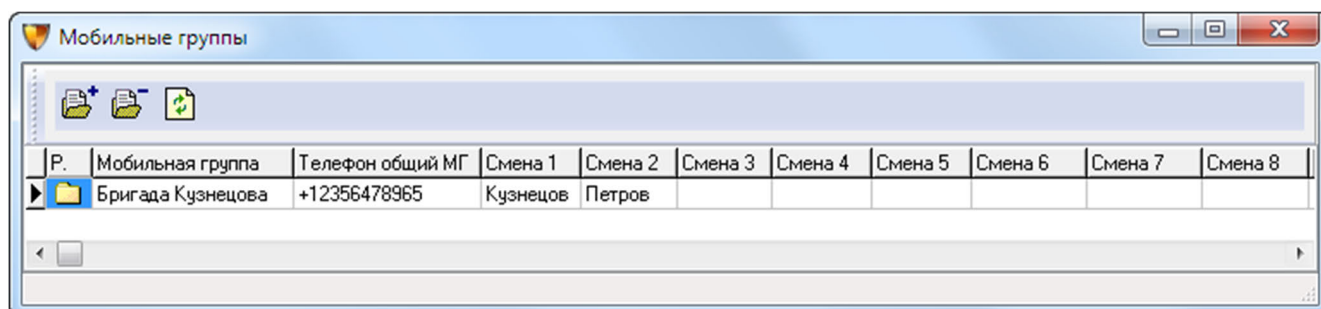 Мобильные группы
Р. Мобильная группа Телефон общий МГ Смена 1 Смена 2 Смена 3 Смена 4 Смена 5 Смена 6 Смена 7 Смена 8
Бригада Кузнецова +12356478965 Кузнецов Петров